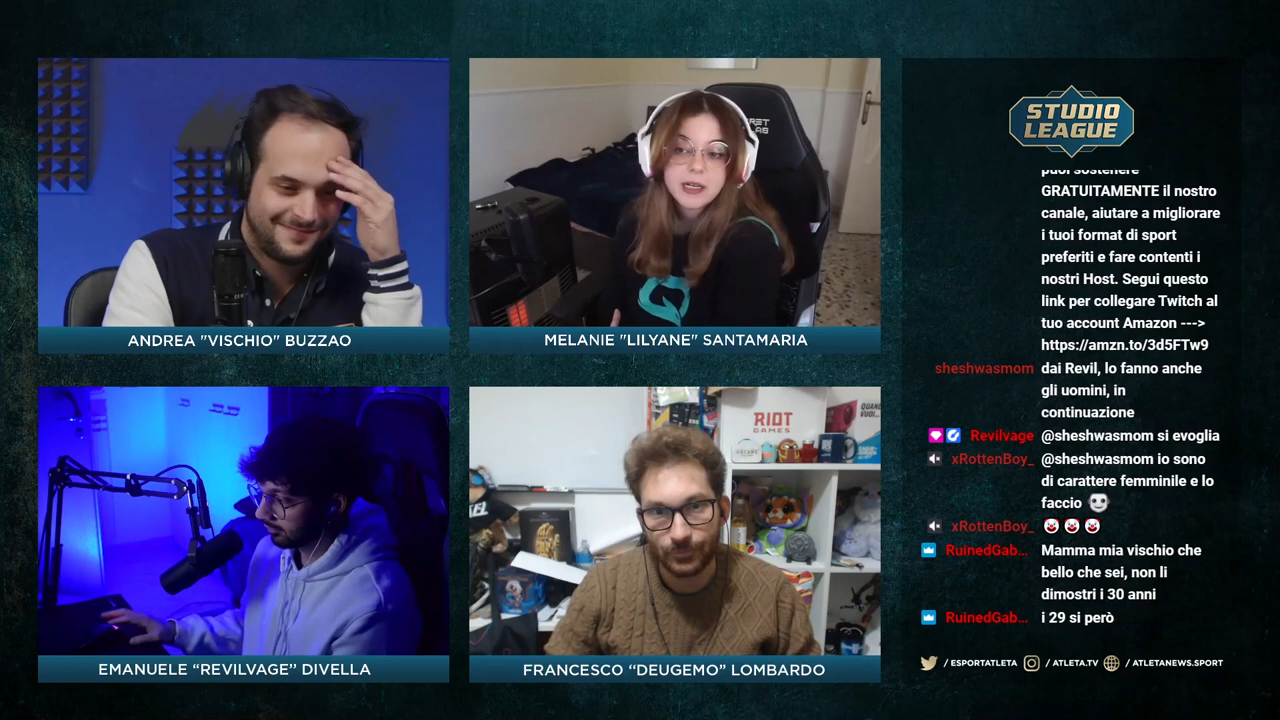 RET
LAB
ANDREA "VISCHIO" BUZZAO
MELANIE "LILYANE" SANTAMARIA
RIOT
GAMES
QUANDO
VUOI...
EMANUELE “REVILVAGE” DIVELLA
FRANCESCO “DEUGEMO” LOMBARDO
STUDIO
LEAGUE
puoi sostenere
GRATUITAMENTE il nostro
canale, aiutare a migliorare
i tuoi format di sport
preferiti e fare contenti i
nostri Host. Segui questo
link per collegare Twitch al
tuo account Amazon --->
https://amzn.to/3d5FTw9
sheshwasmom dai Revil, lo fanno anche
gli uomini, in
continuazione
Revilvage @sheshwasmom si evoglia
xRottenBoy_ @sheshwasmom io sono
di carattere femminile e lo
faccio
xRottenBoy_
RuinedGab... Mamma mia vischio che
bello che sei, non li
dimostri i 30 anni
RuinedGab... i 29 si però
/ ESPORTATLETA / ATLETA.TV / ATLETANEWS.SPORT